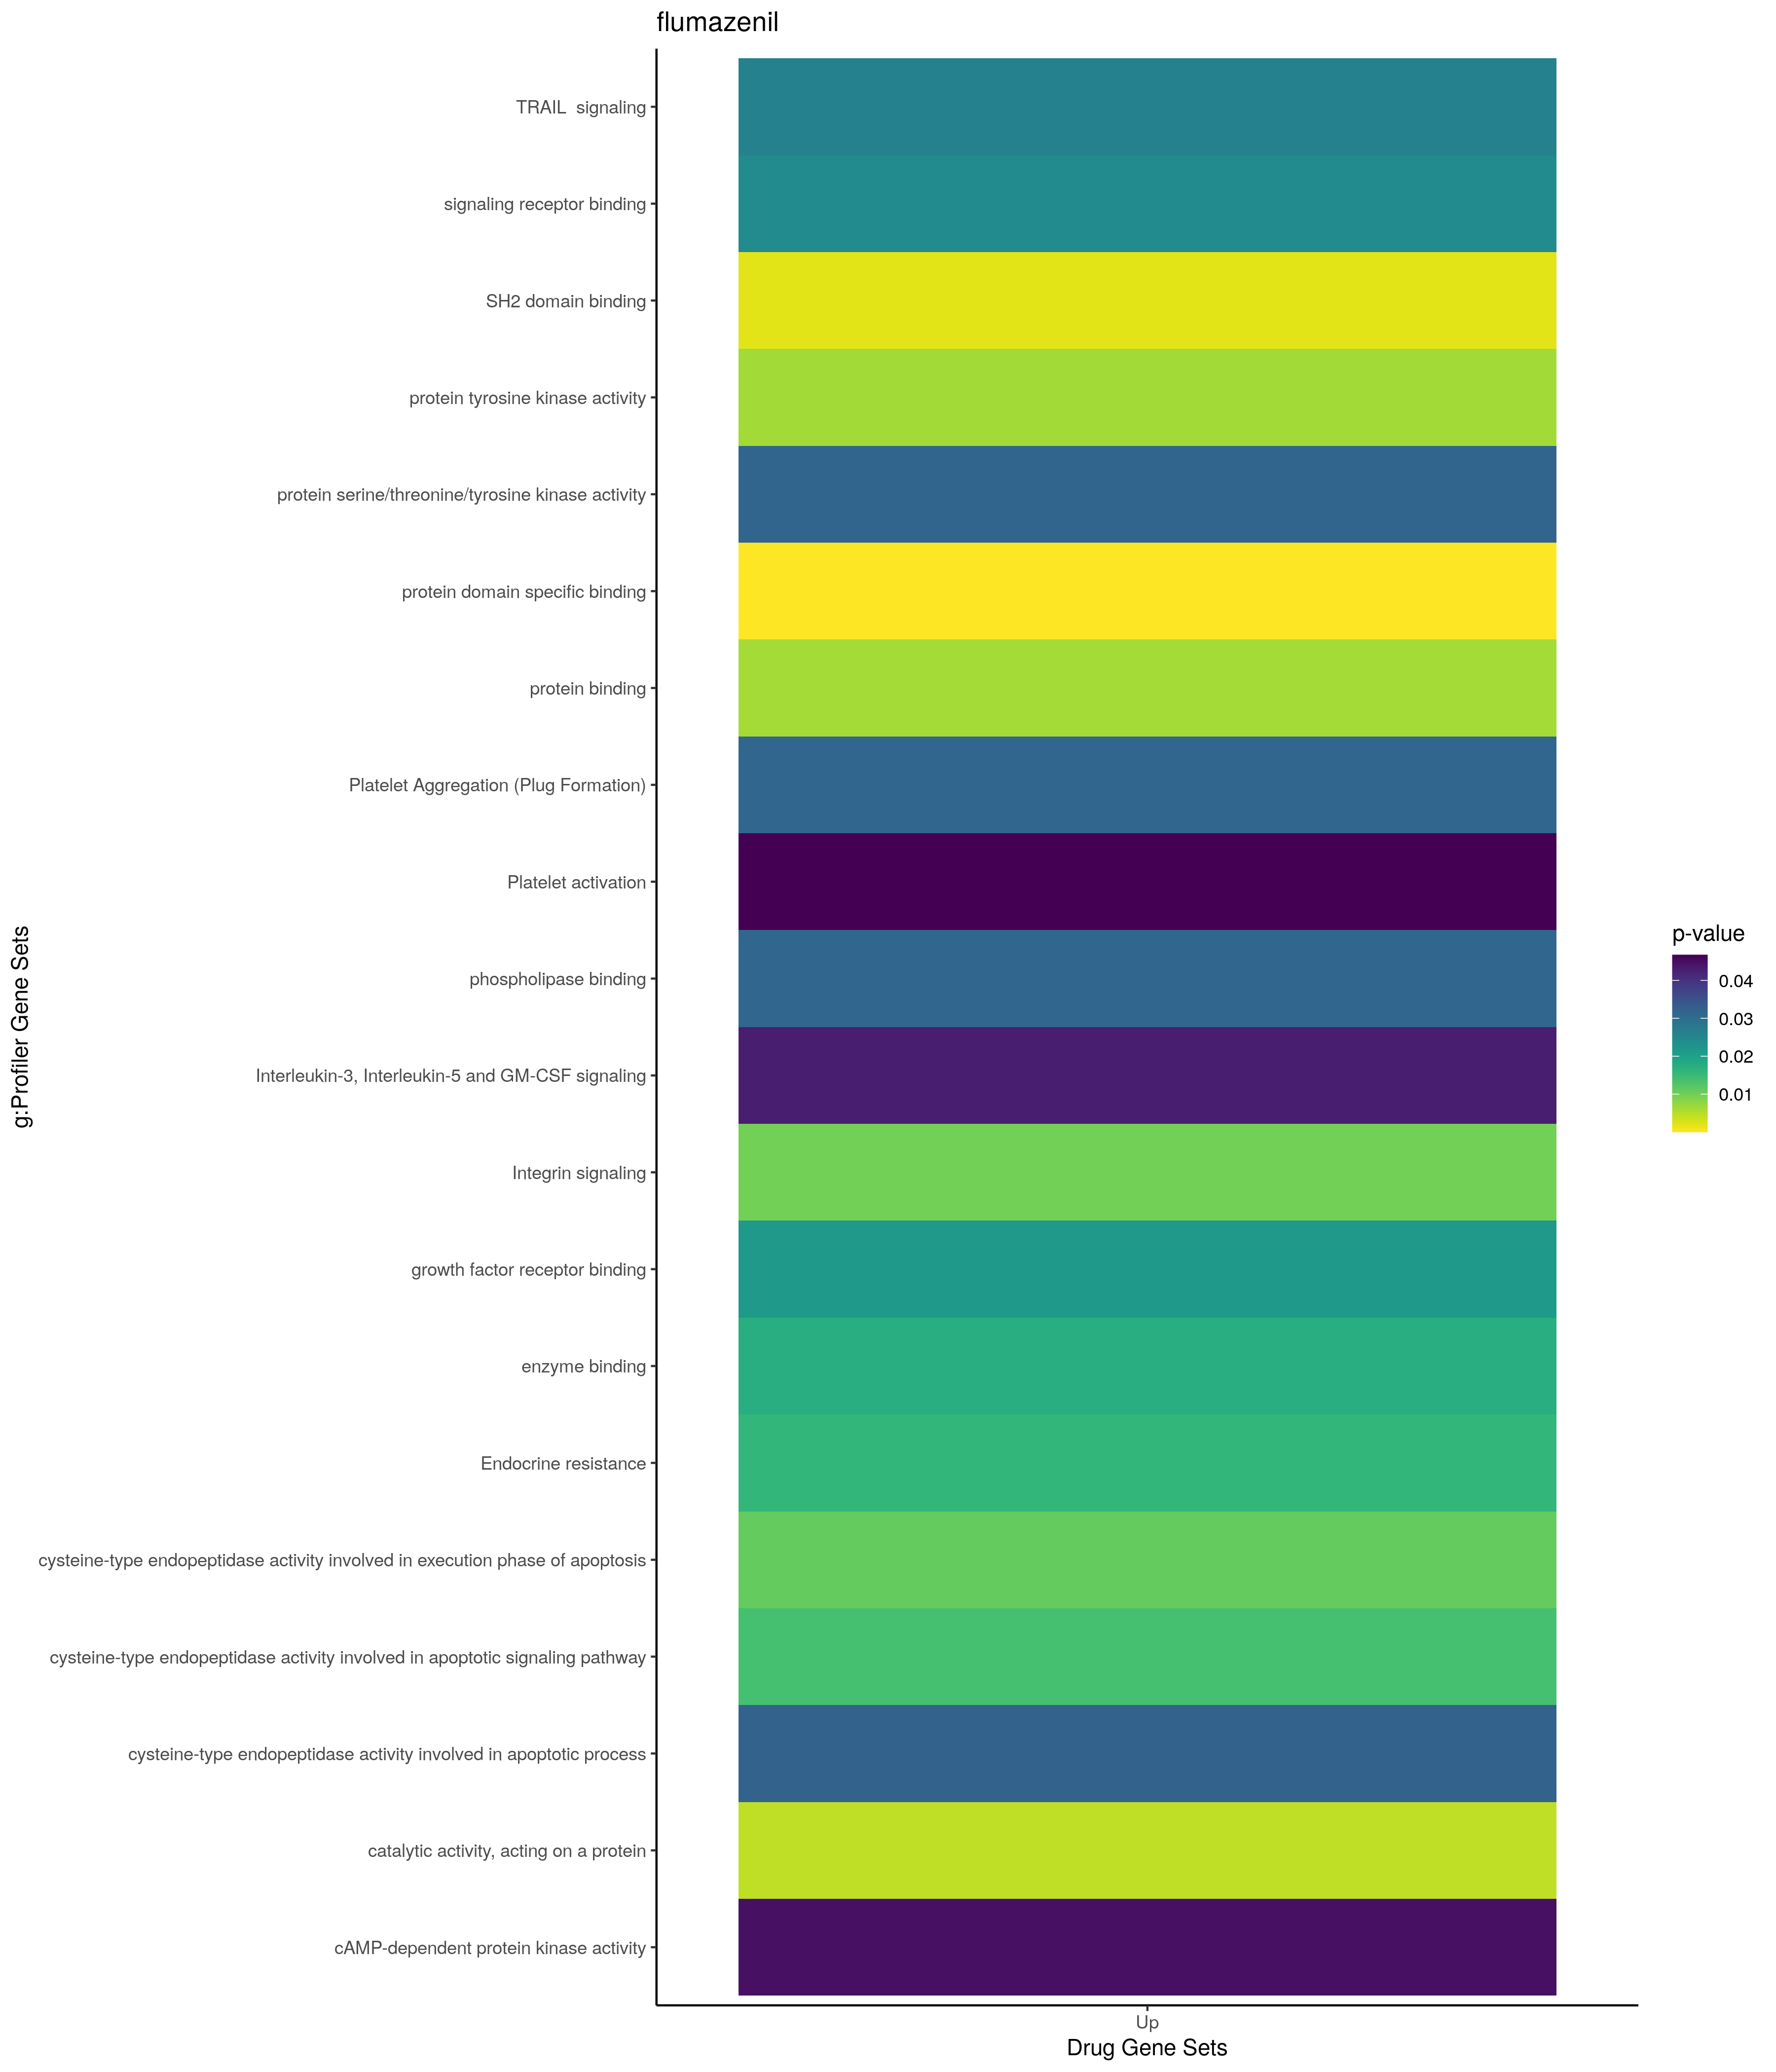 flumazenil
TRAIL  signaling
signaling receptor binding
SH2 domain binding
protein tyrosine kinase activity
protein serine/threonine/tyrosine kinase activity
protein domain specific binding
protein binding
Platelet Aggregation (Plug Formation)
Platelet activation
phospholipase binding
Interleukin-3, Interleukin-5 and GM-CSF signaling
Integrin signaling
growth factor receptor binding
enzyme binding
Endocrine resistance
cysteine-type endopeptidase activity involved in execution phase of apoptosis
cysteine-type endopeptidase activity involved in apoptotic signaling pathway
cysteine-type endopeptidase activity involved in apoptotic process
catalytic activity, acting on a protein
cAMP-dependent protein kinase activity
g:Profiler Gene Sets
Up
Drug Gene Sets
p-value
0.04
0.03
0.02
0.01